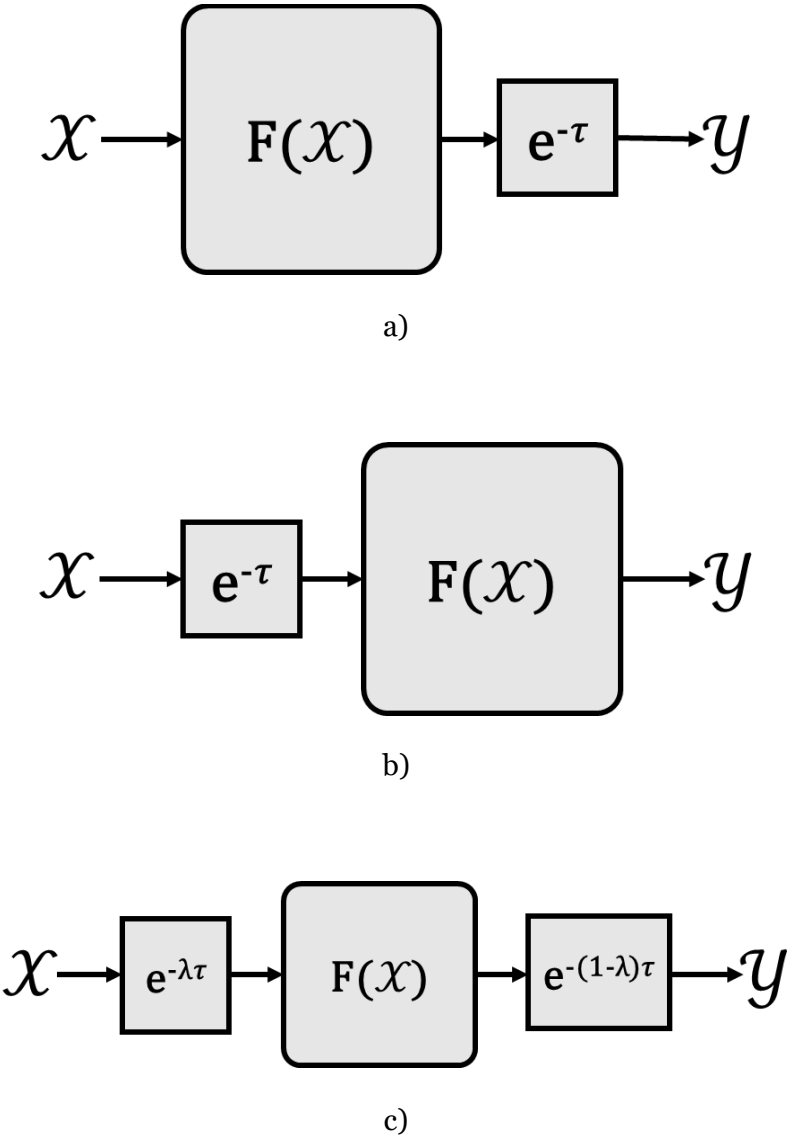 𝒳 F(𝒳) e^-τ 𝒴
a)
𝒳 e^-τ F(𝒳) 𝒴
b)
𝒳 e^-λτ F(𝒳) e^-(1-λ)τ 𝒴
c)